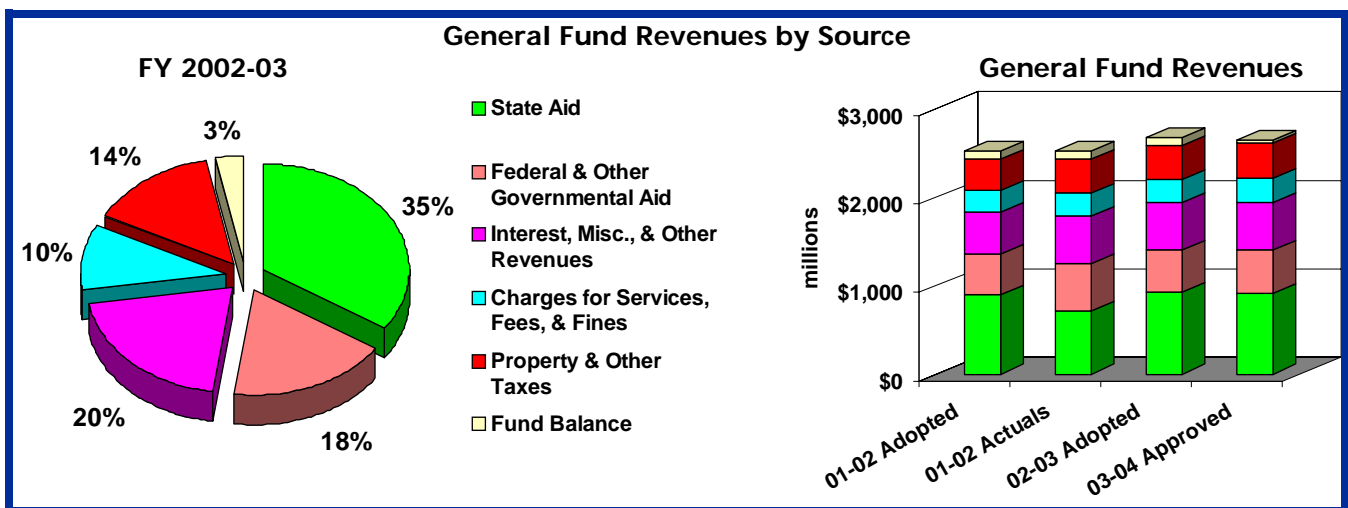 General Fund Revenues by Source
FY 2002-03
3%
14%
35%
10%
20%
18%
State Aid
Federal & Other
Governmental Aid
Interest, Misc., & Other
Revenues
Charges for Services,
Fees, & Fines
Property & Other
Taxes
Fund Balance
General Fund Revenues
$3,000
$2,000
$1,000
$0
millions
01-02 Adopted
01-02 Actuals
02-03 Adopted
03-04 Approved